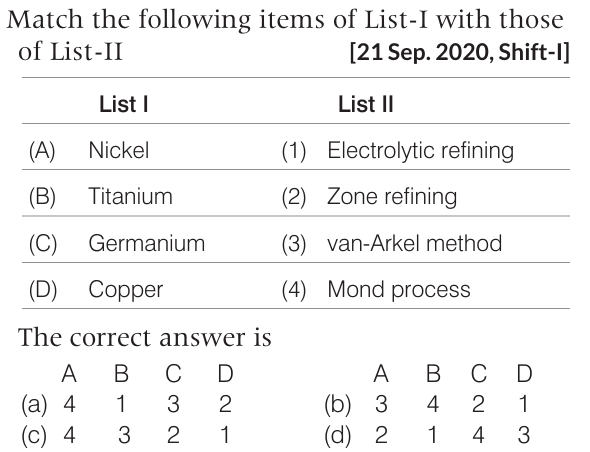 Match the following items of List-I with those
of List-II [21 Sep. 2020, Shift-I]
List I List II
(A) Nickel (1) Electrolytic refining
(B) Titanium (2) Zone refining
(C) Germanium (3) van-Arkel method
(D) Copper (4) Mond process
The correct answer is
A B C D A B C D
(a) 4 1 3 2 (b) 3 4 2 1
(c) 4 3 2 1 (d) 2 1 4 3